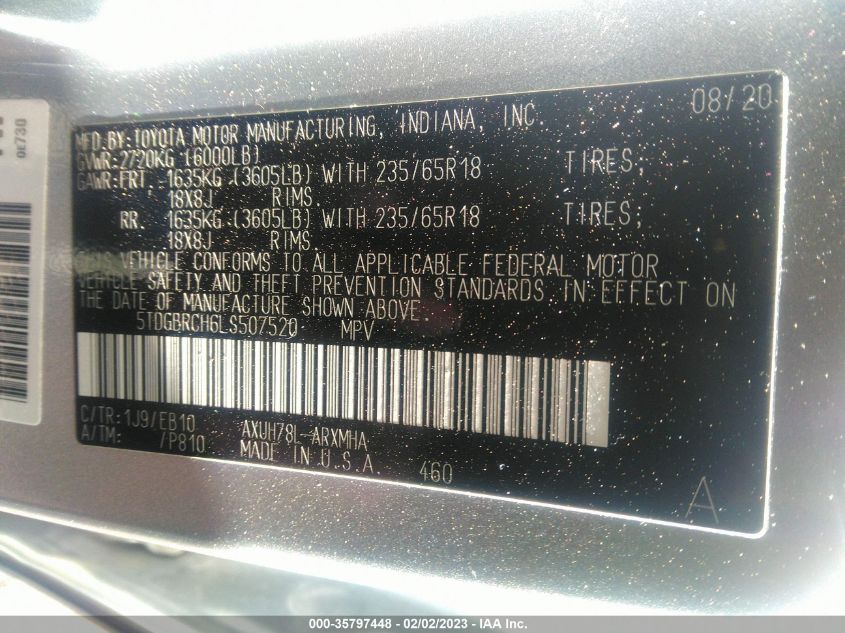 08/20
MFD.BY:TOYOTA MOTOR MANUFACTURING, INDIANA, INC.
GVWR:2720KG (6000LB)
GAWR:FRT. 1635KG (3605LB) WITH 235/65R18 TIRES;
18X8J RIMS
RR. 1635KG (3605LB) WITH 235/65R18 TIRES;
18X8J RIMS
THIS VEHICLE CONFORMS TO ALL APPLICABLE FEDERAL MOTOR
VEHICLE SAFETY AND THEFT PREVENTION STANDARDS IN EFFECT ON
THE DATE OF MANUFACTURE SHOWN ABOVE.
5TDGBRCH6LS507520 MPV
C/TR:1J9/EB10 AXUH78L-ARXMHA
A/TM: /P810 MADE IN U.S.A. 460
A
0E730
000-35797448 - 02/02/2023 - IAA Inc.